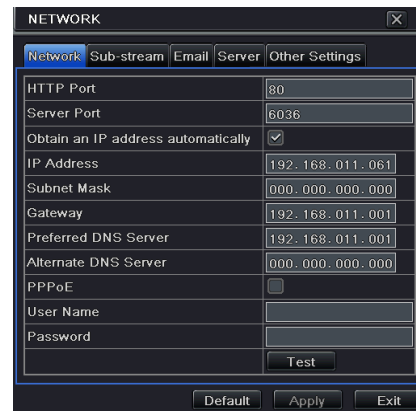 NETWORK
Network Sub-stream Email Server Other Settings
HTTP Port 80
Server Port 6036
Obtain an IP address automatically
IP Address 192.168.011.061
Subnet Mask 000.000.000.000
Gateway 192.168.011.001
Preferred DNS Server 192.168.011.001
Alternate DNS Server 000.000.000.000
PPPoE
User Name
Password
Test
Default Apply Exit